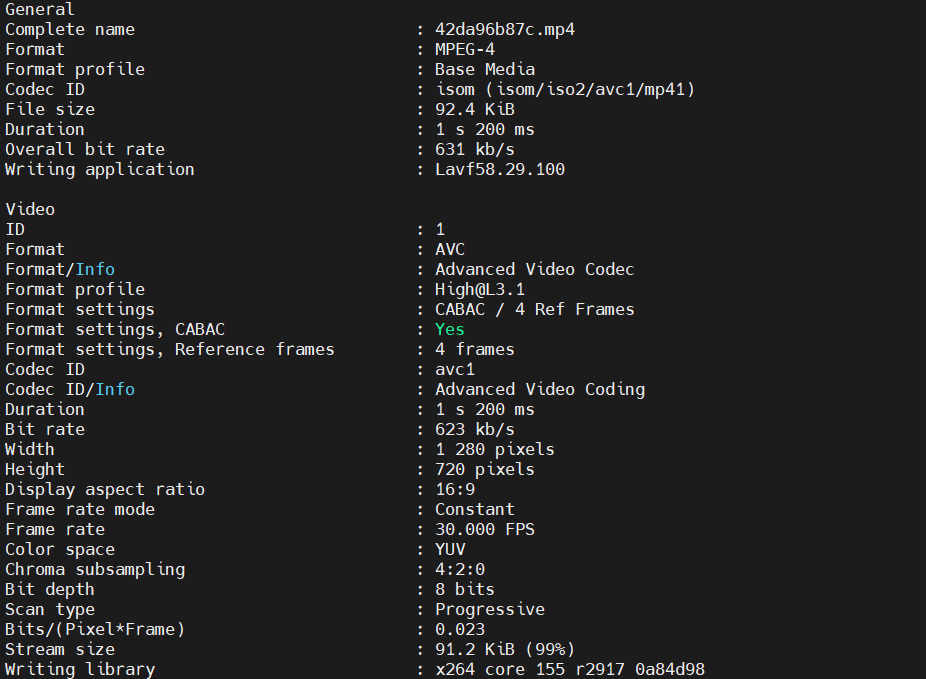 General
Complete name : 42da96b87c.mp4
Format : MPEG-4
Format profile : Base Media
Codec ID : isom (isom/iso2/avc1/mp41)
File size : 92.4 KiB
Duration : 1 s 200 ms
Overall bit rate : 631 kb/s
Writing application : Lavf58.29.100
Video
ID : 1
Format : AVC
Format/Info : Advanced Video Codec
Format profile : High@L3.1
Format settings : CABAC / 4 Ref Frames
Format settings, CABAC : Yes
Format settings, Reference frames : 4 frames
Codec ID : avc1
Codec ID/Info : Advanced Video Coding
Duration : 1 s 200 ms
Bit rate : 623 kb/s
Width : 1 280 pixels
Height : 720 pixels
Display aspect ratio : 16:9
Frame rate mode : Constant
Frame rate : 30.000 FPS
Color space : YUV
Chroma subsampling : 4:2:0
Bit depth : 8 bits
Scan type : Progressive
Bits/(Pixel*Frame) : 0.023
Stream size : 91.2 KiB (99%)
Writing library : x264 core 155 r2917 0a84d98